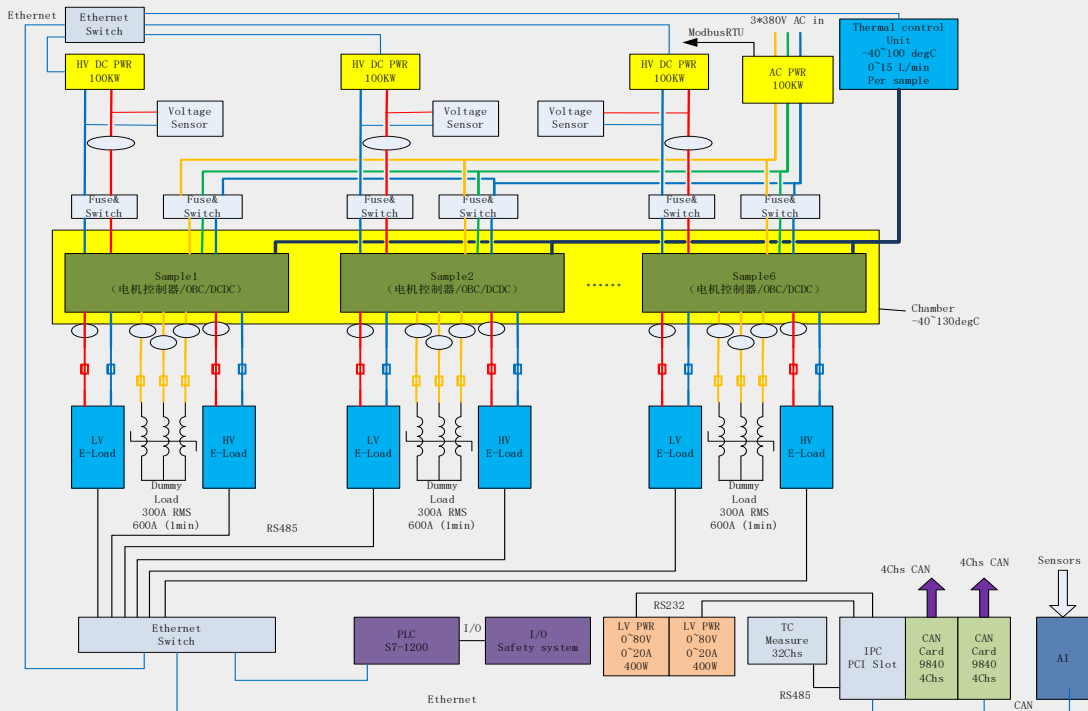 Ethernet
Ethernet
Switch
3*380V AC in
ModbusRTU
Thermal control
Unit
-40~100 degC
0~15 L/min
Per sample
HV DC PWR
100KW
HV DC PWR
100KW
HV DC PWR
100KW
AC PWR
100KW
Voltage
Sensor
Voltage
Sensor
Voltage
Sensor
Fuse&
Switch
Fuse&
Switch
Fuse&
Switch
Fuse&
Switch
Fuse&
Switch
Fuse&
Switch
Sample1
(电机控制器/OBC/DCDC)
Sample2
(电机控制器/OBC/DCDC)
......
Sample6
(电机控制器/OBC/DCDC)
Chamber
-40~130degC
LV
E-Load
HV
E-Load
LV
E-Load
HV
E-Load
LV
E-Load
HV
E-Load
Dummy
Load
300A RMS
600A (1min)
Dummy
Load
300A RMS
600A (1min)
Dummy
Load
300A RMS
600A (1min)
RS485
4Chs CAN
4Chs CAN
Sensors
RS232
Ethernet
Switch
PLC
S7-1200
I/O
I/O
Safety system
LV PWR
0~80V
0~20A
400W
LV PWR
0~80V
0~20A
400W
TC
Measure
32Chs
IPC
PCI Slot
CAN
Card
9840
4Chs
CAN
Card
9840
4Chs
AI
RS485
Ethernet
CAN